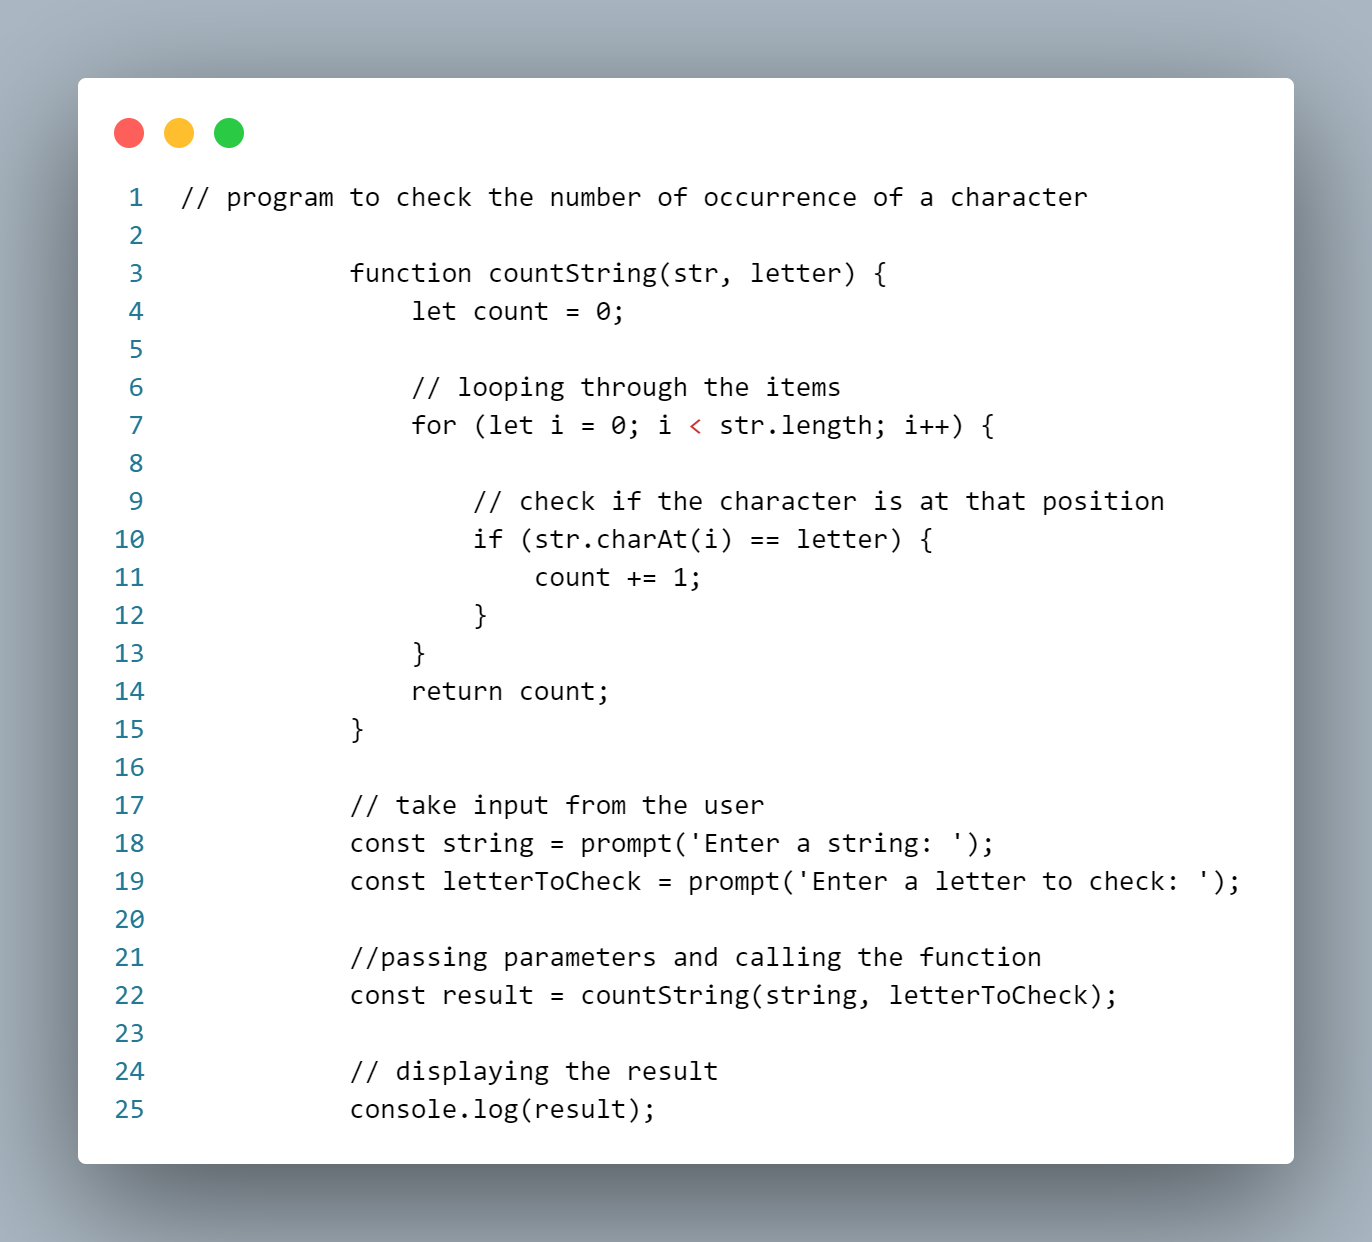 1 // program to check the number of occurrence of a character
2
3 function countString(str, letter) {
4 let count = 0;
5
6 // looping through the items
7 for (let i = 0; i < str.length; i++) {
8
9 // check if the character is at that position
10 if (str.charAt(i) == letter) {
11 count += 1;
12 }
13 }
14 return count;
15 }
16
17 // take input from the user
18 const string = prompt('Enter a string: ');
19 const letterToCheck = prompt('Enter a letter to check: ');
20
21 //passing parameters and calling the function
22 const result = countString(string, letterToCheck);
23
24 // displaying the result
25 console.log(result);